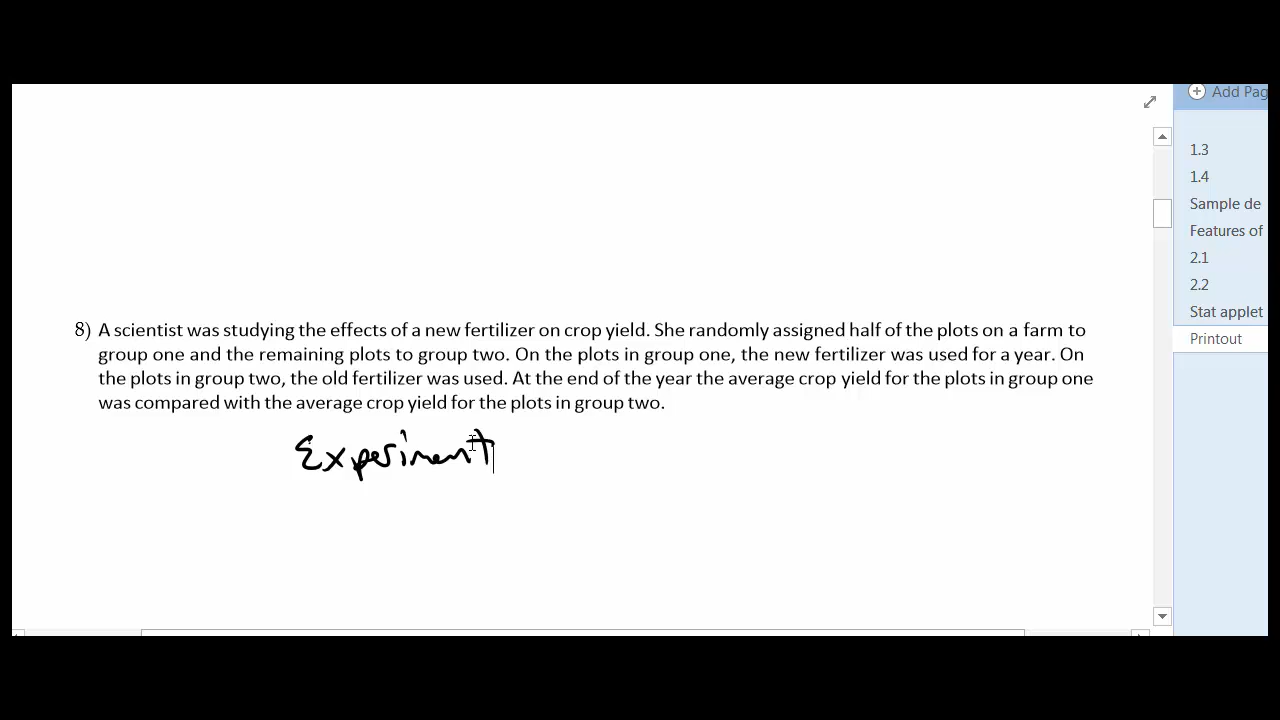 Add Pag
1.3
1.4
Sample de
Features of
2.1
2.2
Stat applet
Printout
8) A scientist was studying the effects of a new fertilizer on crop yield. She randomly assigned half of the plots on a farm to
group one and the remaining plots to group two. On the plots in group one, the new fertilizer was used for a year. On
the plots in group two, the old fertilizer was used. At the end of the year the average crop yield for the plots in group one
was compared with the average crop yield for the plots in group two.
Experiment